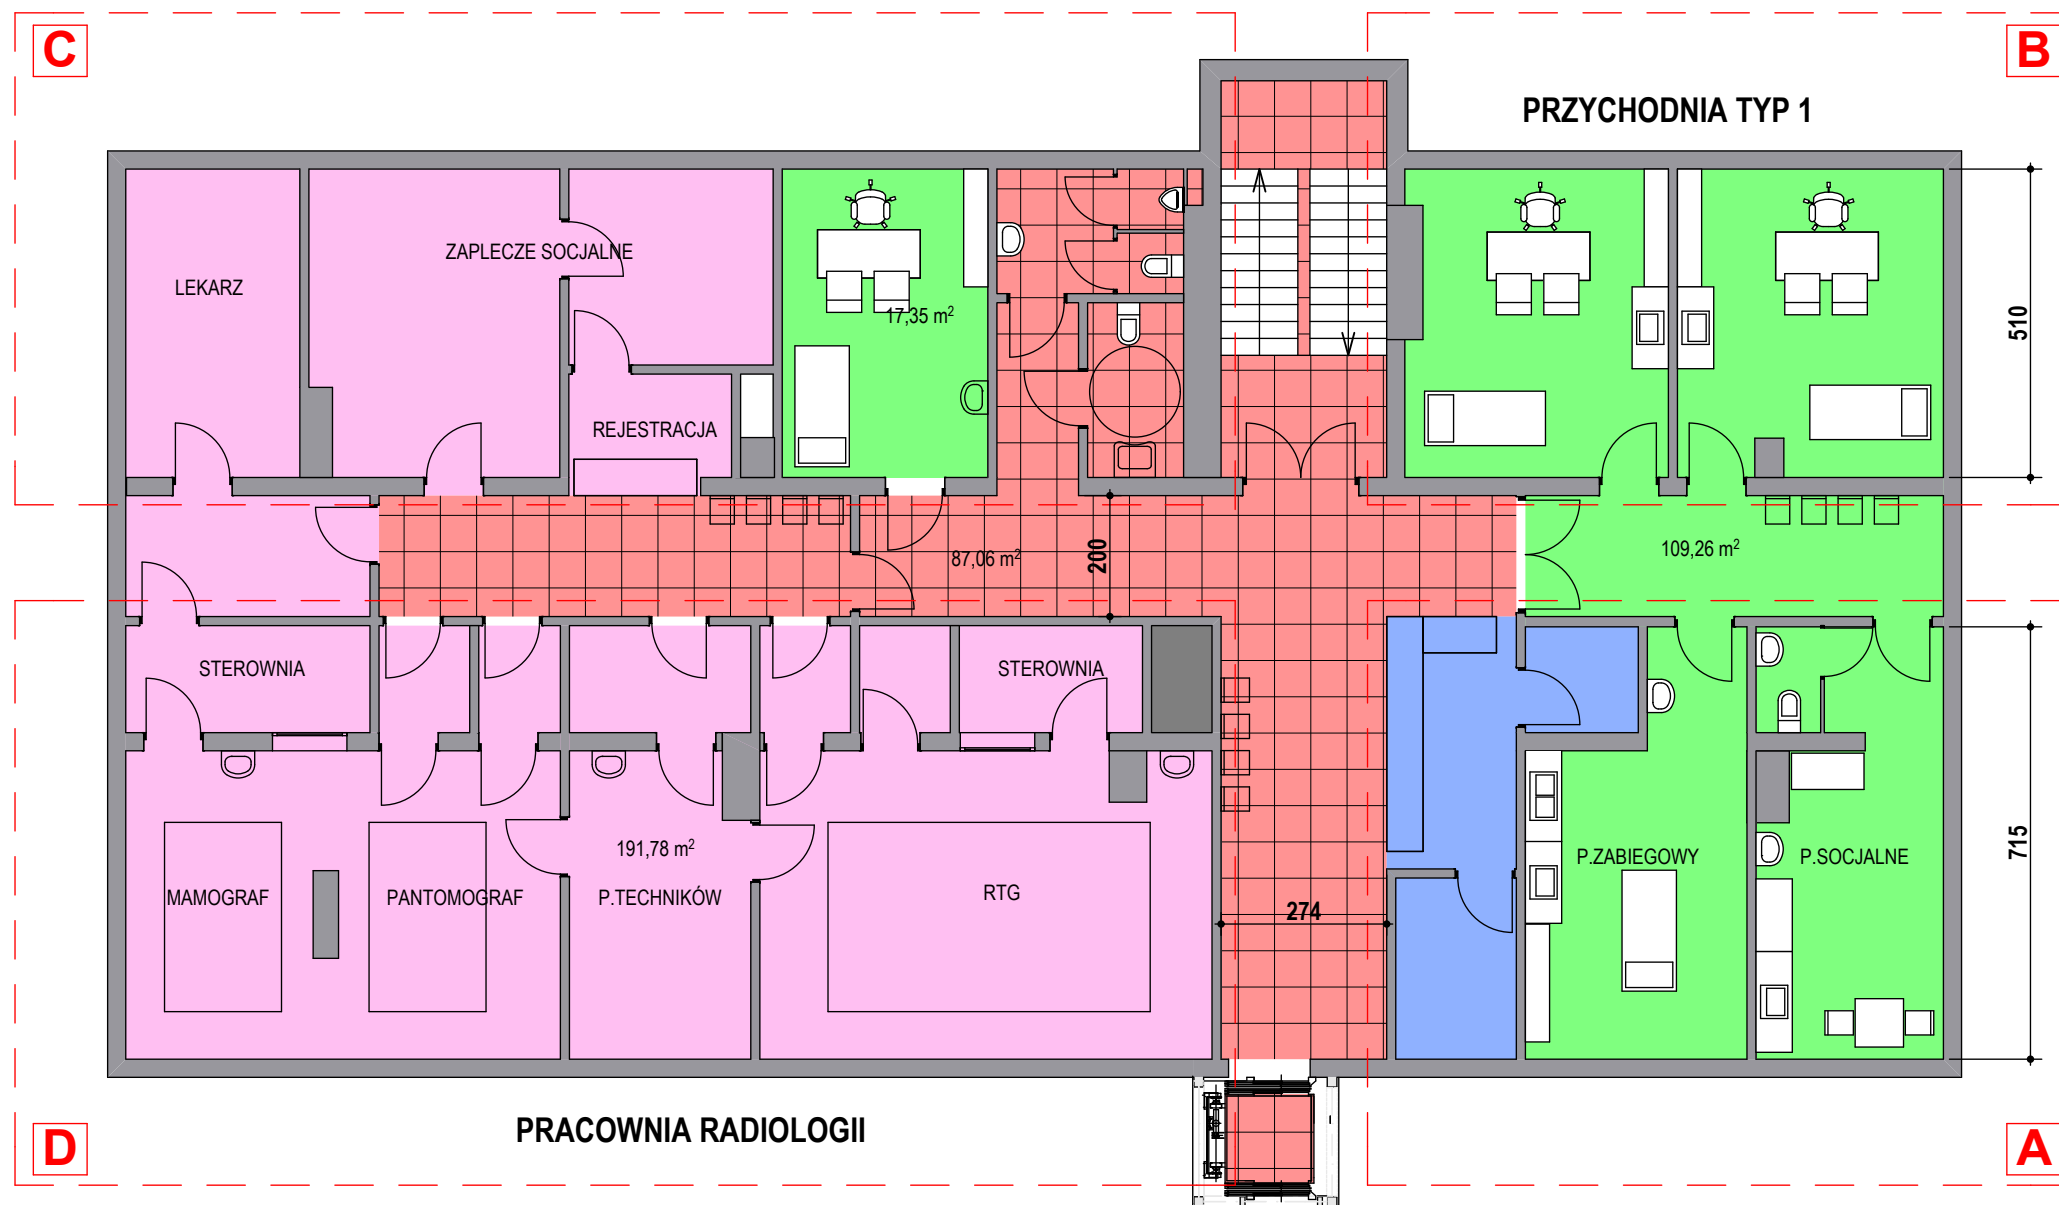 C
B
PRZYCHODNIA TYP 1
LEKARZ
ZAPLECZE SOCJALNE
17,35 m²
510
REJESTRACJA
87,06 m²
200
109,26 m²
STEROWNIA
STEROWNIA
191,78 m²
P.ZABIEGOWY
P.SOCJALNE
715
MAMOGRAF
PANTOMOGRAF
P.TECHNIKÓW
RTG
274
PRACOWNIA RADIOLOGII
D
A